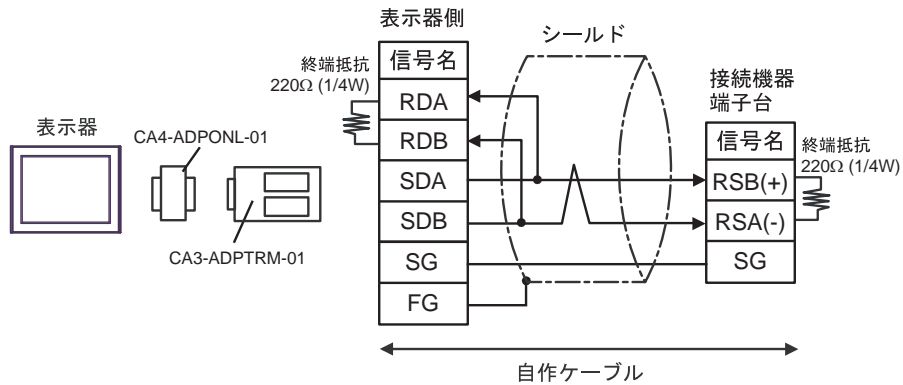 表示器側
シールド
終端抵抗
220Ω (1/4W)
信号名
RDA
RDB
SDA
SDB
SG
FG
接続機器
端子台
信号名
RSB(+)
RSA(-)
SG
終端抵抗
220Ω (1/4W)
表示器
CA4-ADPONL-01
CA3-ADPTRM-01
自作ケーブル